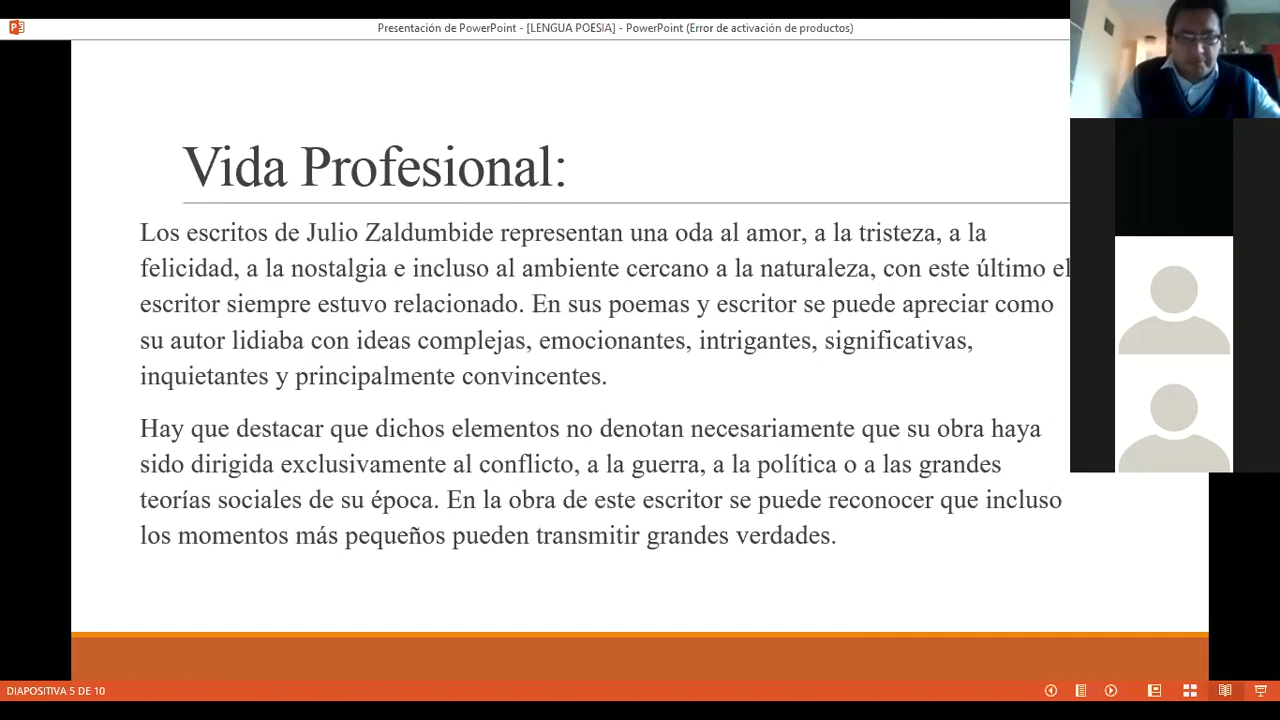 Presentación de PowerPoint - [LENGUA POESIA] - PowerPoint (Error de activación de productos)
Vida Profesional:
Los escritos de Julio Zaldumbide representan una oda al amor, a la tristeza, a la
felicidad, a la nostalgia e incluso al ambiente cercano a la naturaleza, con este último el
escritor siempre estuvo relacionado. En sus poemas y escritor se puede apreciar como
su autor lidiaba con ideas complejas, emocionantes, intrigantes, significativas,
inquietantes y principalmente convincentes.
Hay que destacar que dichos elementos no denotan necesariamente que su obra haya
sido dirigida exclusivamente al conflicto, a la guerra, a la política o a las grandes
teorías sociales de su época. En la obra de este escritor se puede reconocer que incluso
los momentos más pequeños pueden transmitir grandes verdades.
DIAPOSITIVA 5 DE 10